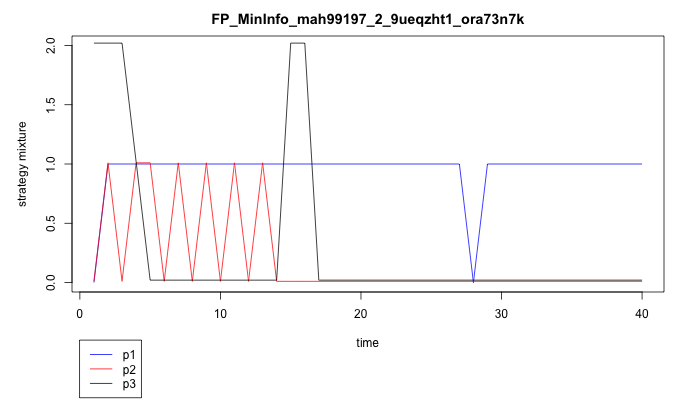 FP_MinInfo_mah99197_2_9ueqzht1_ora73n7k
strategy mixture
2.0
1.5
1.0
0.5
0.0
0 10 20 30 40
time
p1
p2
p3